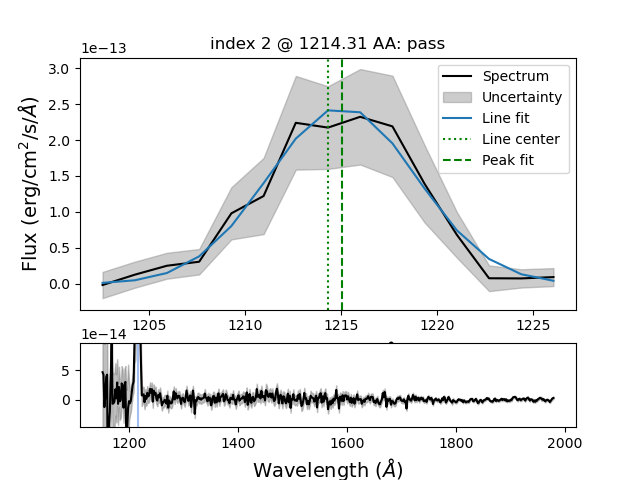 index 2 @ 1214.31 AA: pass
1e−13
Flux (erg/cm²/s/Å)
3.0
2.5
2.0
1.5
1.0
0.5
0.0
Spectrum
Uncertainty
Line fit
Line center
Peak fit
1205 1210 1215 1220 1225
1e−14
5
0
1200 1400 1600 1800 2000
Wavelength (Å)